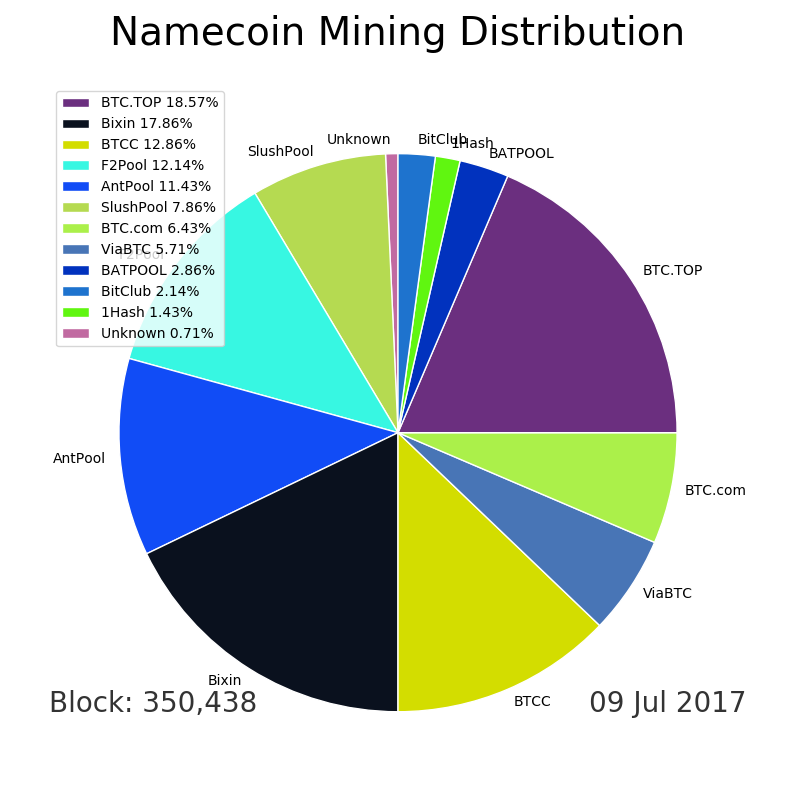 Namecoin Mining Distribution
BTC.TOP 18.57%
Bixin 17.86%
BTCC 12.86%
F2Pool 12.14%
AntPool 11.43%
SlushPool 7.86%
BTC.com 6.43%
ViaBTC 5.71%
BATPOOL 2.86%
BitClub 2.14%
1Hash 1.43%
Unknown 0.71%
SlushPool
Unknown
BitClub
1Hash
BATPOOL
F2Pool
BTC.TOP
AntPool
BTC.com
ViaBTC
Bixin
BTCC
Block: 350,438
09 Jul 2017